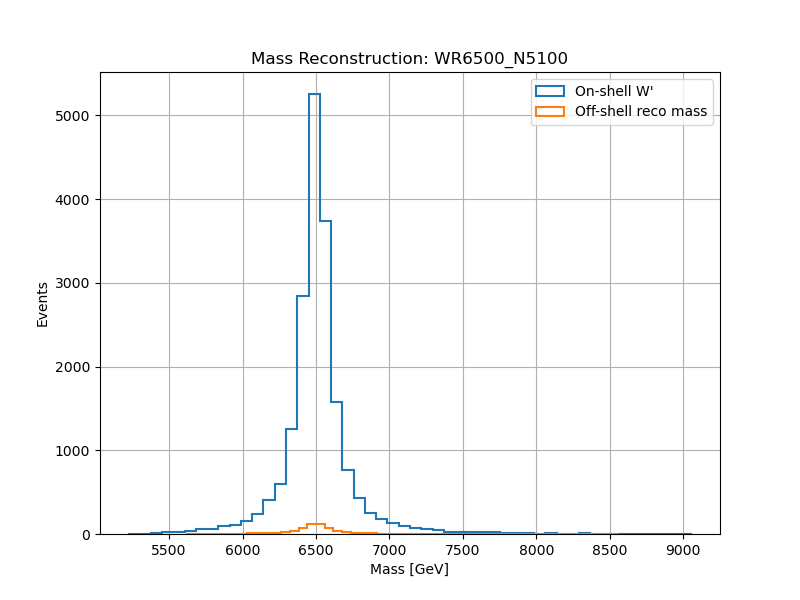 Mass Reconstruction: WR6500_N5100
On-shell W'
Off-shell reco mass
5000
4000
3000
2000
1000
0
Events
5500 6000 6500 7000 7500 8000 8500 9000
Mass [GeV]